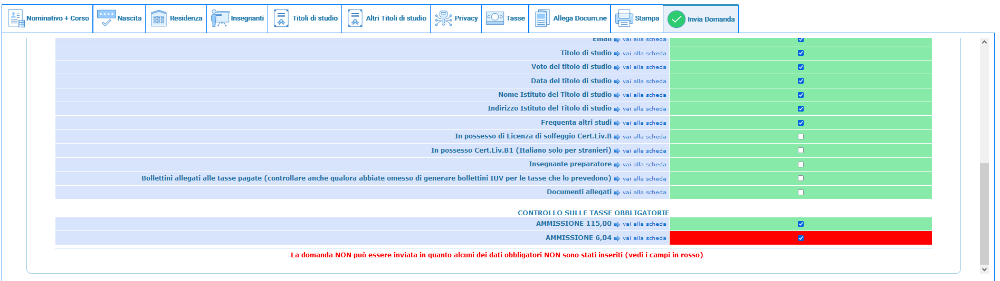 Nominativo + Corso
Nascita
Residenza
Insegnanti
Titoli di studio
Altri Titoli di studio
Privacy
Tasse
Allega Docum.ne
Stampa
Invia Domanda
Email vai alla scheda
Titolo di studio vai alla scheda
Voto del titolo di studio vai alla scheda
Data del titolo di studio vai alla scheda
Nome Istituto del Titolo di studio vai alla scheda
Indirizzo Istituto del Titolo di studio vai alla scheda
Frequenta altri studi vai alla scheda
In possesso di Licenza di solfeggio Cert.Liv.B vai alla scheda
In possesso Cert.Liv.B1 (Italiano solo per stranieri) vai alla scheda
Insegnante preparatore vai alla scheda
Bollettini allegati alle tasse pagate (controllare anche qualora abbiate omesso di generare bollettini IUV per le tasse che lo prevedono) vai alla scheda
Documenti allegati vai alla scheda
CONTROLLO SULLE TASSE OBBLIGATORIE
AMMISSIONE 115,00 vai alla scheda
AMMISSIONE 6,04 vai alla scheda
La domanda NON può essere inviata in quanto alcuni dei dati obbligatori NON sono stati inseriti (vedi i campi in rosso)